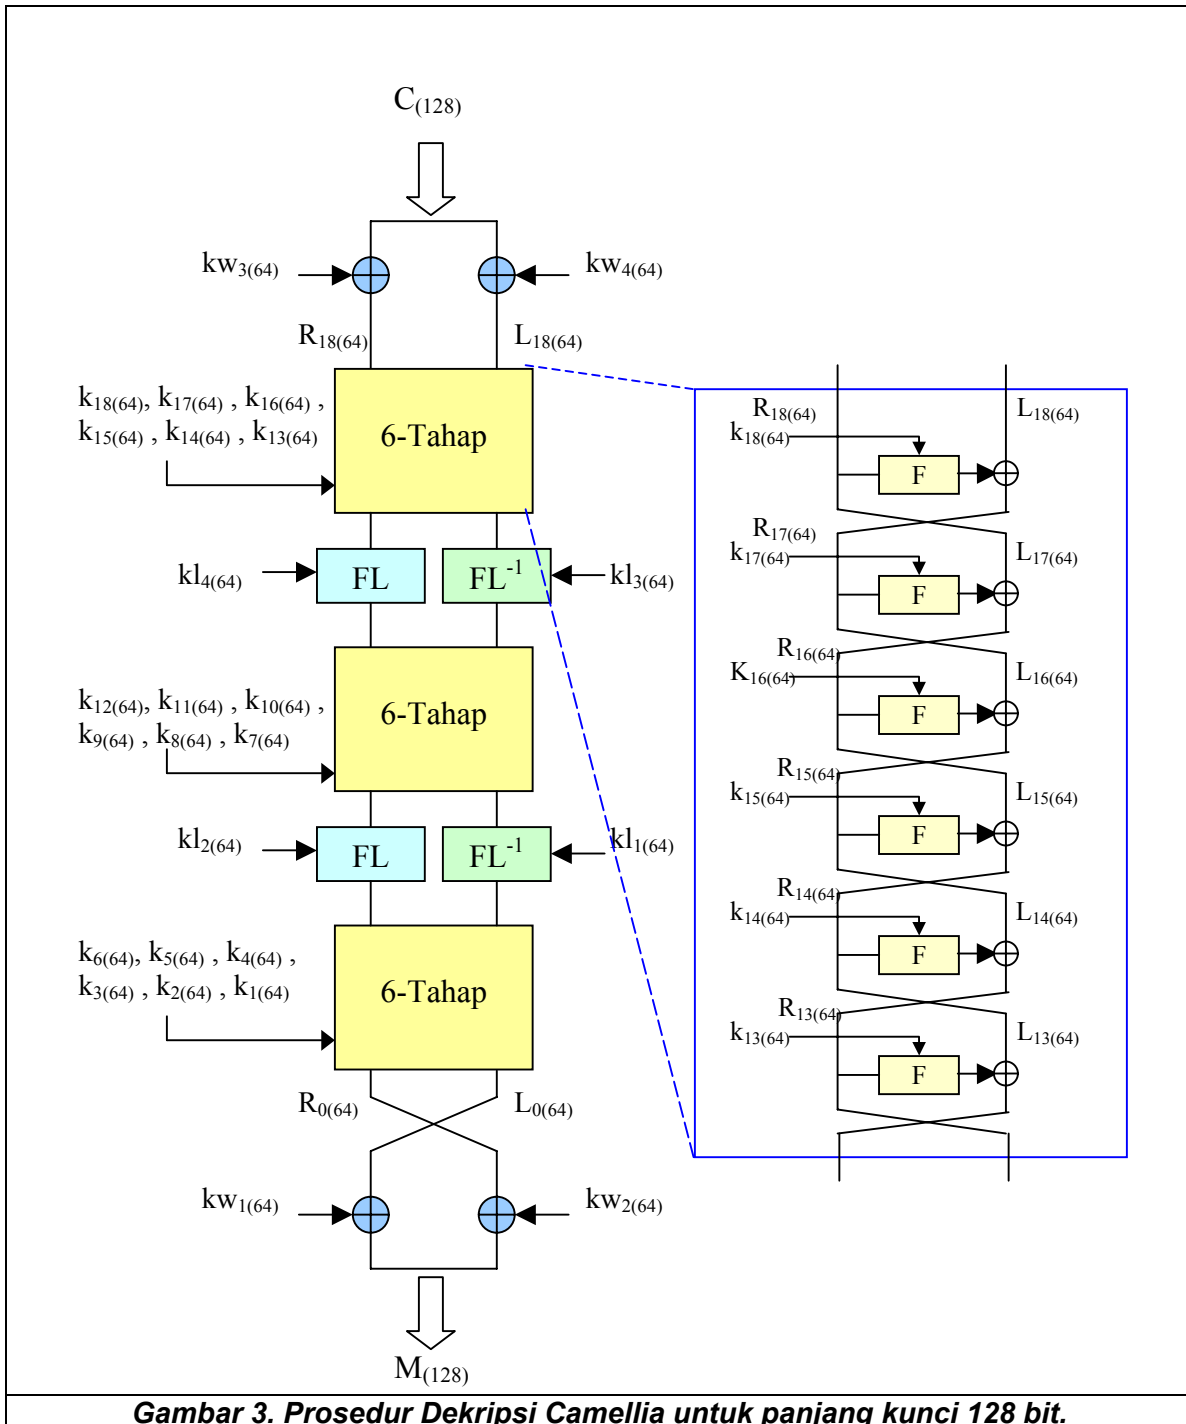 C(128)
kw3(64)
kw4(64)
R18(64)
L18(64)
k18(64), k17(64) , k16(64) ,
k15(64) , k14(64) , k13(64)
6-Tahap
kl4(64)
FL
FL-1
kl3(64)
k12(64), k11(64) , k10(64) ,
k9(64) , k8(64) , k7(64)
6-Tahap
kl2(64)
FL
FL-1
kl1(64)
k6(64), k5(64) , k4(64) ,
k3(64) , k2(64) , k1(64)
6-Tahap
R0(64)
L0(64)
kw1(64)
kw2(64)
M(128)
R18(64)
L18(64)
k18(64)
F
R17(64)
k17(64)
L17(64)
F
R16(64)
K16(64)
L16(64)
F
R15(64)
k15(64)
L15(64)
F
R14(64)
k14(64)
L14(64)
F
R13(64)
k13(64)
L13(64)
F
Gambar 3. Prosedur Dekripsi Camellia untuk panjang kunci 128 bit.